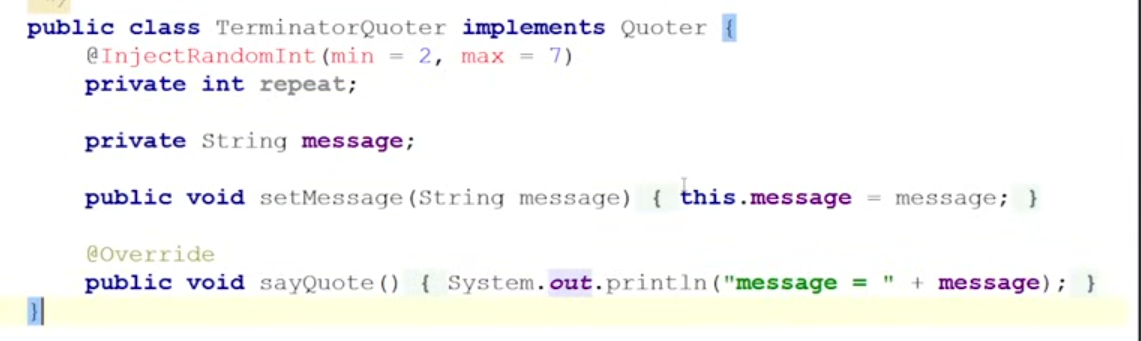 */
public class TerminatorQuoter implements Quoter {
@InjectRandomInt(min = 2, max = 7)
private int repeat;
private String message;
public void setMessage(String message) { this.message = message; }
@Override
public void sayQuote() { System.out.println("message = " + message); }
}